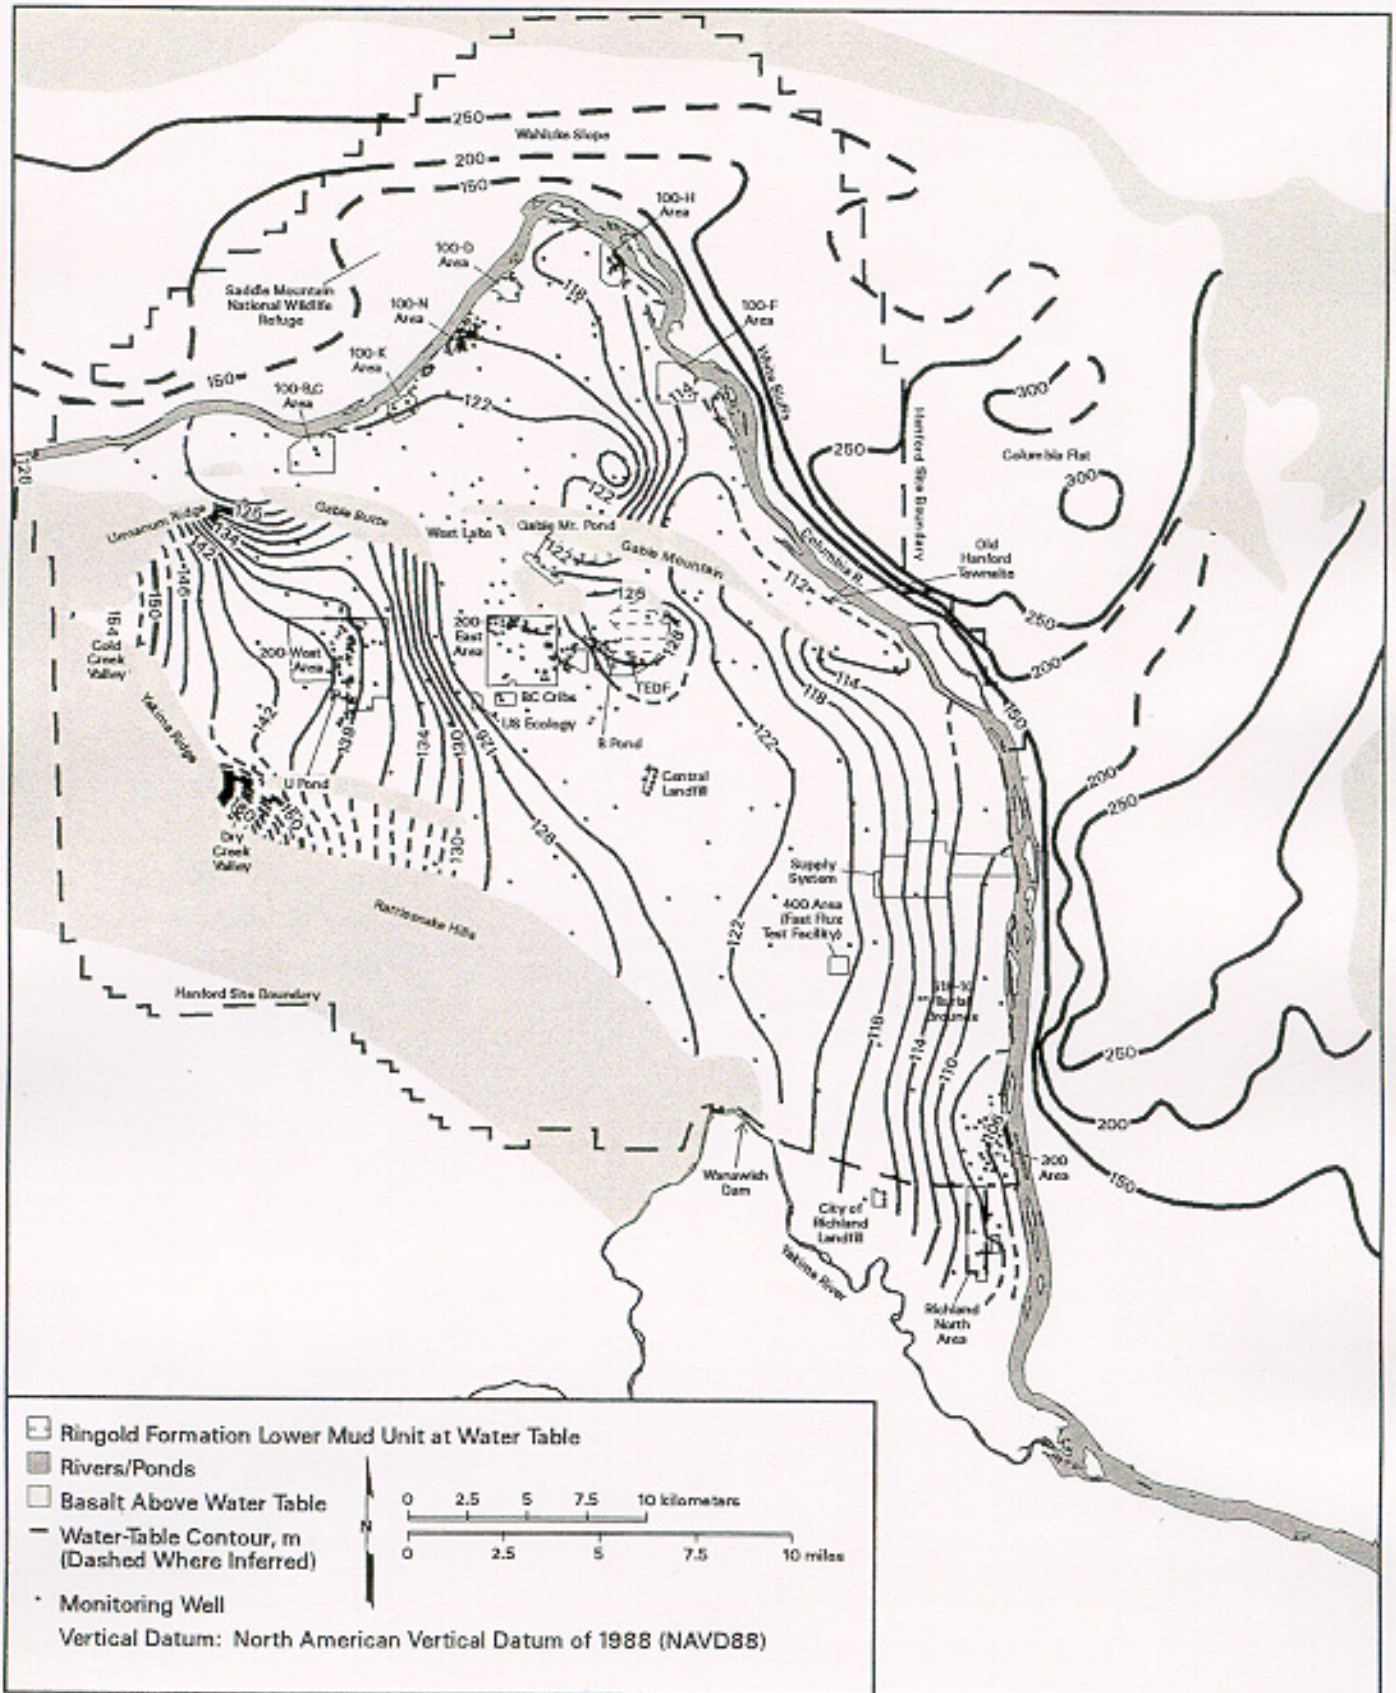 250
Wahluke Slope
200
150
100-H
Area
100-D
Area
Saddle Mountain
National Wildlife
Refuge
118
100-N
Area
100-F
Area
100-K
Area
White Bluffs
150
100-B,C
Area
114
122
300
Hanford Site Boundary
250
Columbia Flat
120
300
122
Umtanum Ridge
125
Gable Butte
134
142
West Lake
Gable Mt. Pond
122
Gable Mountain
Columbia R.
Old
Hanford
Townsite
146
112
150
126
154
250
Cold
Creek
Valley
200-West
Area
200-
East
Area
128
200
TEDF
114
118
BC Cribs
US Ecology
150
Yakima Ridge
142
139
134
130
126
B Pond
122
U Pond
Central
Landfill
200
250
Dry
Creek
Valley
130
128
Supply
System
400 Area
(Fast Flux
Test Facility)
Rattlesnake Hills
122
Hanford Site Boundary
Burial
Grounds
118
114
110
250
106
200
300
Area
150
Wanawish
Dam
City of
Richland
Landfill
Yakima River
Richland
North
Area
Ringold Formation Lower Mud Unit at Water Table
Rivers/Ponds
Basalt Above Water Table
0 2.5 5 7.5 10 kilometers
Water-Table Contour, m
(Dashed Where Inferred)
N
0 2.5 5 7.5 10 miles
Monitoring Well
Vertical Datum: North American Vertical Datum of 1988 (NAVD88)